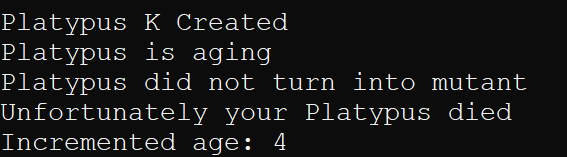 Platypus K Created
Platypus is aging
Platypus did not turn into mutant
Unfortunately your Platypus died
Incremented age: 4